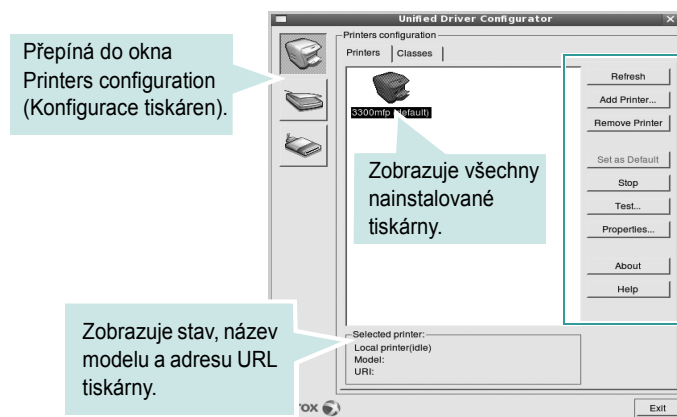 Unified Driver Configurator
Přepíná do okna
Printers configuration
(Konfigurace tiskáren).
Printers configuration
Printers
Classes
3300mfp (default)
Zobrazuje všechny
nainstalované
tiskárny.
Refresh
Add Printer...
Remove Printer
Set as Default
Stop
Test...
Properties...
About
Help
Zobrazuje stav, název
modelu a adresu URL
tiskárny.
Selected printer:
Local printer(idle)
Model:
URI:
Exit